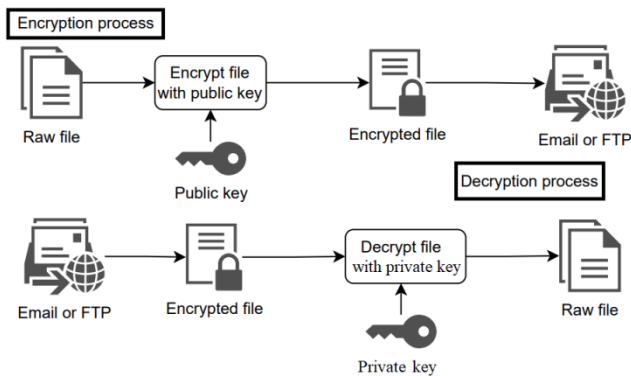 Encryption process
Encrypt file
with public key
Raw file
Encrypted file
Email or FTP
Public key
Decryption process
Decrypt file
with private key
Email or FTP
Encrypted file
Raw file
Private key